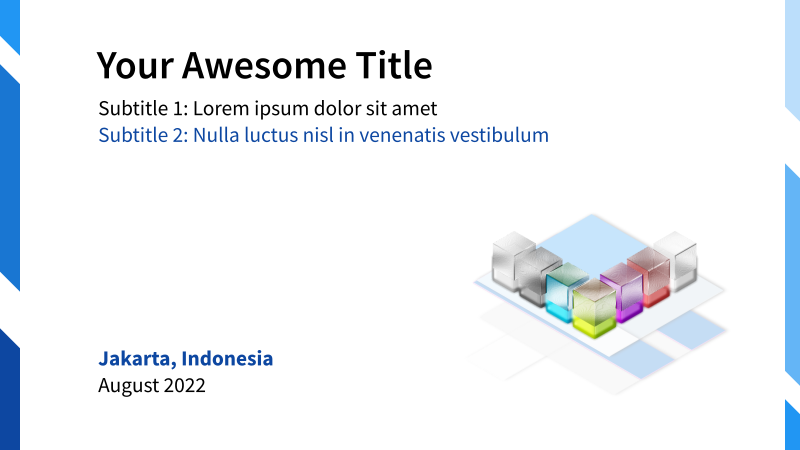 Your Awesome Title
Subtitle 1: Lorem ipsum dolor sit amet
Subtitle 2: Nulla luctus nisl in venenatis vestibulum
Jakarta, Indonesia
August 2022